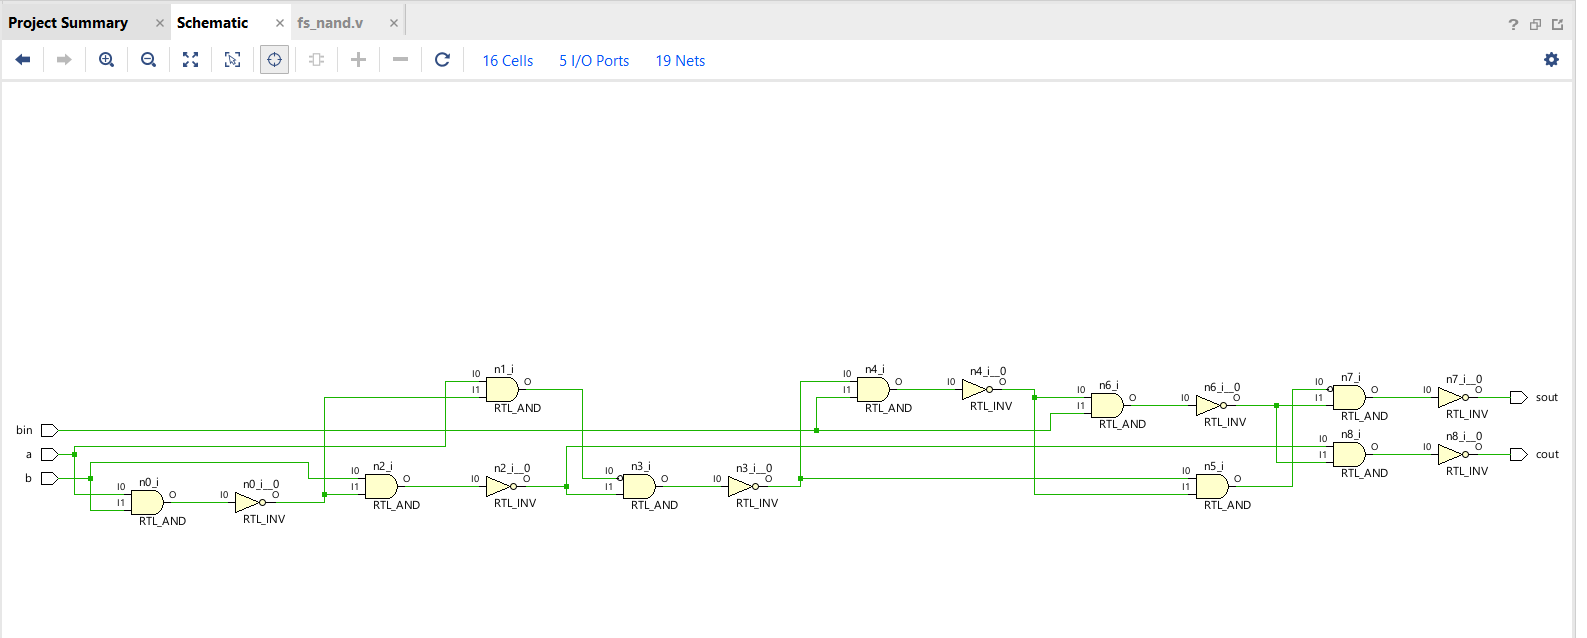 Project Summary × Schematic × fs_nand.v ×
?
16 Cells 5 I/O Ports 19 Nets
bin
a
b
n0_i
I0
I1
O
RTL_AND
n0_i__0
I0
O
RTL_INV
n2_i
I0
I1
O
RTL_AND
n1_i
I0
I1
O
RTL_AND
n2_i__0
I0
O
RTL_INV
n3_i
I0
I1
O
RTL_AND
n3_i__0
I0
O
RTL_INV
n4_i
I0
I1
O
RTL_AND
n4_i__0
I0
O
RTL_INV
n6_i
I0
I1
O
RTL_AND
n6_i__0
I0
O
RTL_INV
n5_i
I0
I1
O
RTL_AND
n7_i
I0
I1
O
RTL_AND
n7_i__0
I0
O
RTL_INV
sout
n8_i
I0
I1
O
RTL_AND
n8_i__0
I0
O
RTL_INV
cout